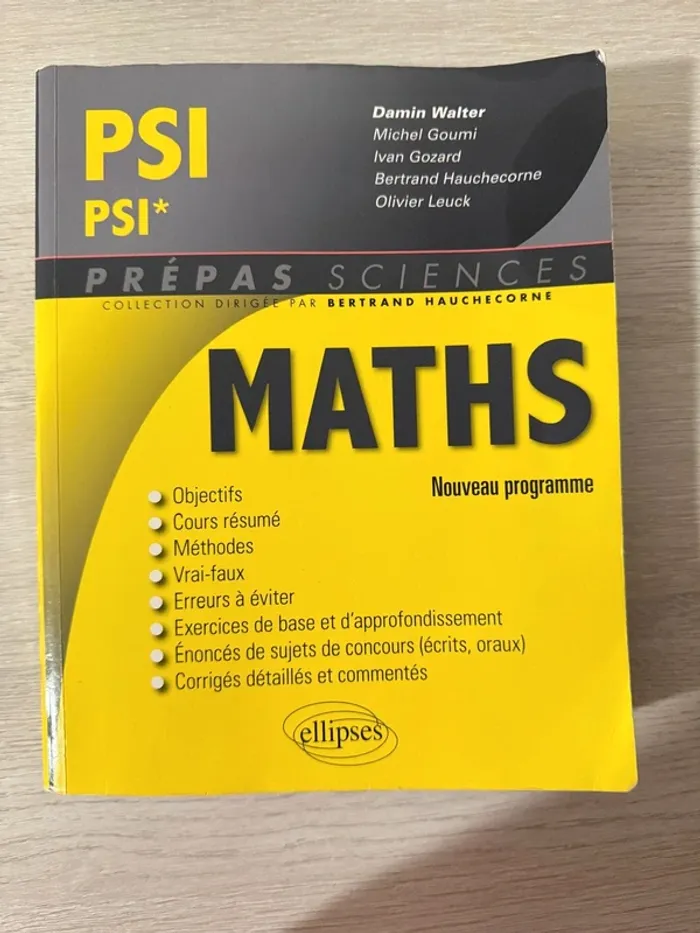 PSI
PSI*
Damin Walter
Michel Goumi
Ivan Gozard
Bertrand Hauchecorne
Olivier Leuck
PRÉPAS SCIENCES
COLLECTION DIRIGÉE PAR BERTRAND HAUCHECORNE
MATHS
Nouveau programme
Objectifs
Cours résumé
Méthodes
Vrai-faux
Erreurs à éviter
Exercices de base et d'approfondissement
Énoncés de sujets de concours (écrits, oraux)
Corrigés détaillés et commentés
ellipses